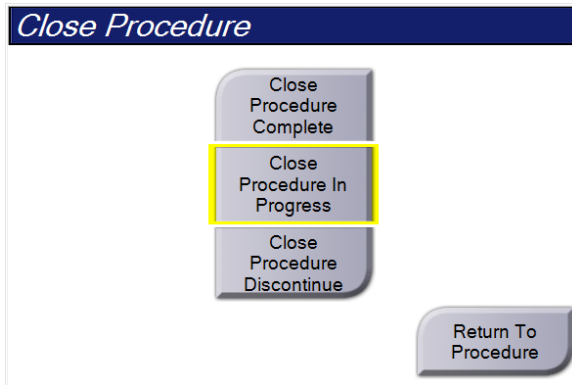 Close Procedure
Close
Procedure
Complete
Close
Procedure In
Progress
Close
Procedure
Discontinue
Return To
Procedure